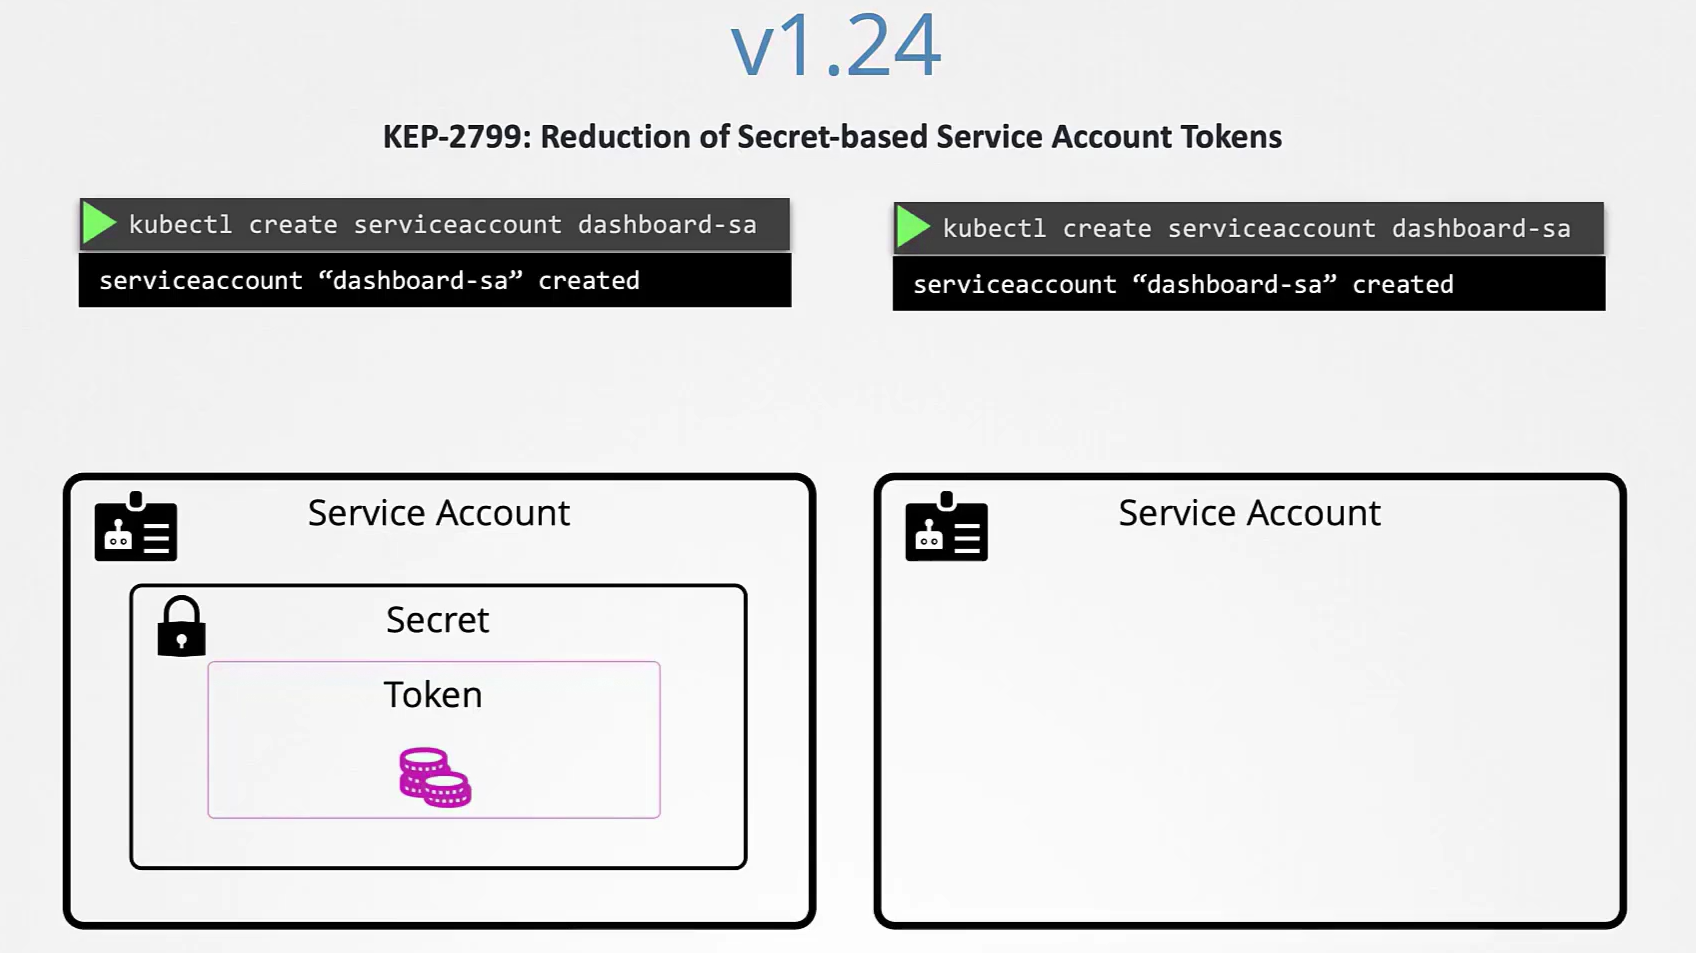 v1.24
KEP-2799: Reduction of Secret-based Service Account Tokens
kubectl create serviceaccount dashboard-sa
serviceaccount “dashboard-sa” created
kubectl create serviceaccount dashboard-sa
serviceaccount “dashboard-sa” created
Service Account
Secret
Token
Service Account